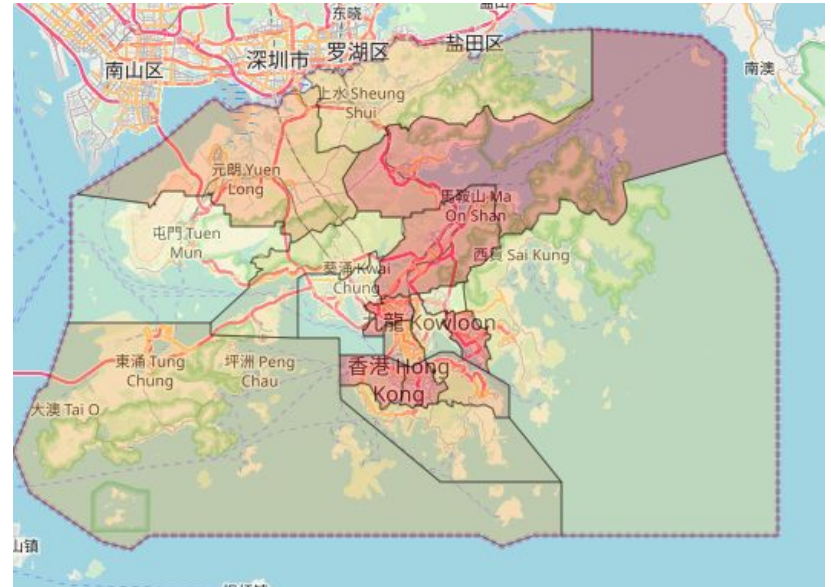 东晓
盐田区
罗湖区
深圳市
南山区
南澳
上水 Sheung
Shui
元朗 Yuen
Long
馬鞍山 Ma
On Shan
屯門 Tuen
Mun
西貢 Sai Kung
葵涌 Kwai
Chung
九龍 Kowloon
東涌 Tung
Chung
坪洲 Peng
Chau
香港 Hong
Kong
大澳 Tai O
山镇